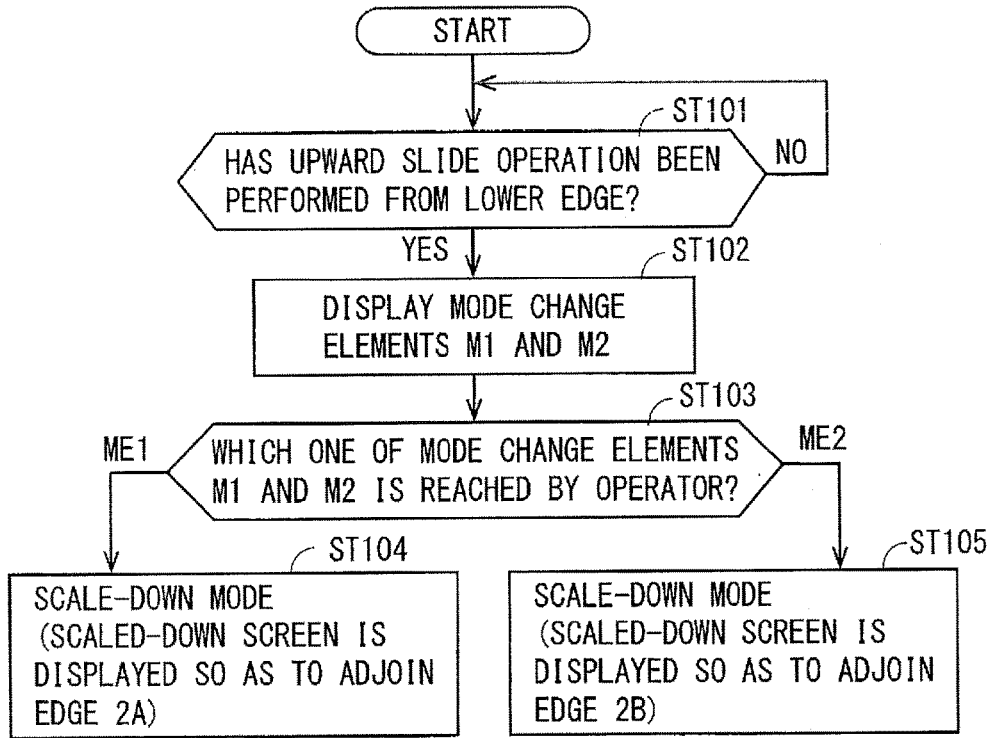 START
ST101
HAS UPWARD SLIDE OPERATION BEEN
PERFORMED FROM LOWER EDGE?
NO
YES
ST102
DISPLAY MODE CHANGE
ELEMENTS M1 AND M2
ST103
ME1
WHICH ONE OF MODE CHANGE ELEMENTS
M1 AND M2 IS REACHED BY OPERATOR?
ME2
ST104
SCALE-DOWN MODE
(SCALED-DOWN SCREEN IS
DISPLAYED SO AS TO ADJOIN
EDGE 2A)
ST105
SCALE-DOWN MODE
(SCALED-DOWN SCREEN IS
DISPLAYED SO AS TO ADJOIN
EDGE 2B)